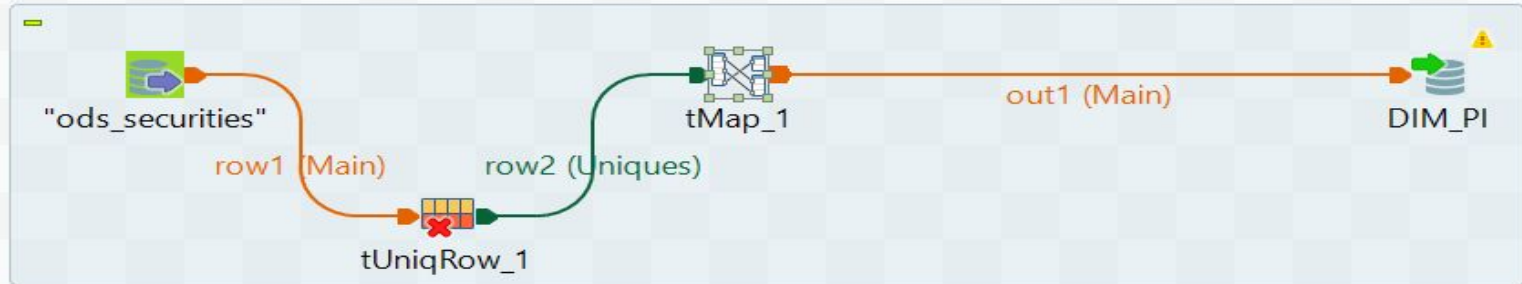 "ods_securities"
tMap_1
out1 (Main)
DIM_PI
row1 (Main)
row2 (Uniques)
tUniqRow_1